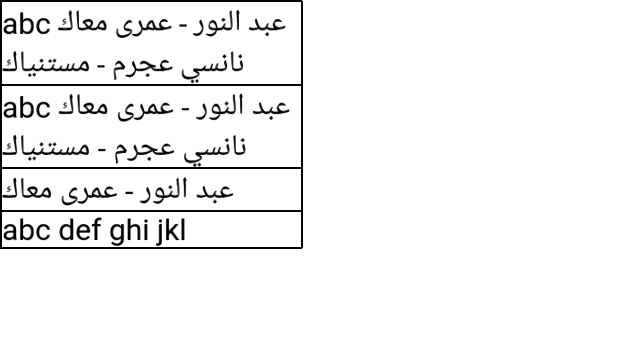 abc عبد النور - عمرى معاك
نانسي عجرم - مستنياك
abc عبد النور - عمرى معاك
نانسي عجرم - مستنياك
عبد النور - عمرى معاك
abc def ghi jkl